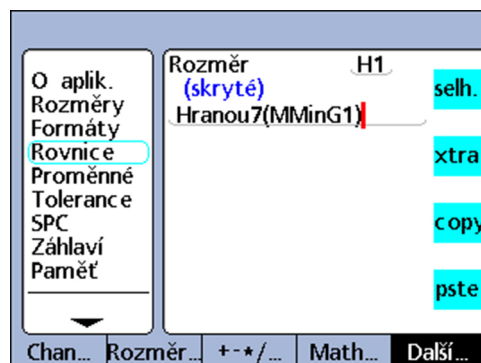 O aplik.
Rozměry
Formáty
Rovnice
Proměnné
Tolerance
SPC
Záhlaví
Paměť
Rozměr H1
(skryté)
Hranou7(MMinG1)
selh.
xtra
copy
pste
Chan... Rozměr... +-*/... Math... Další...